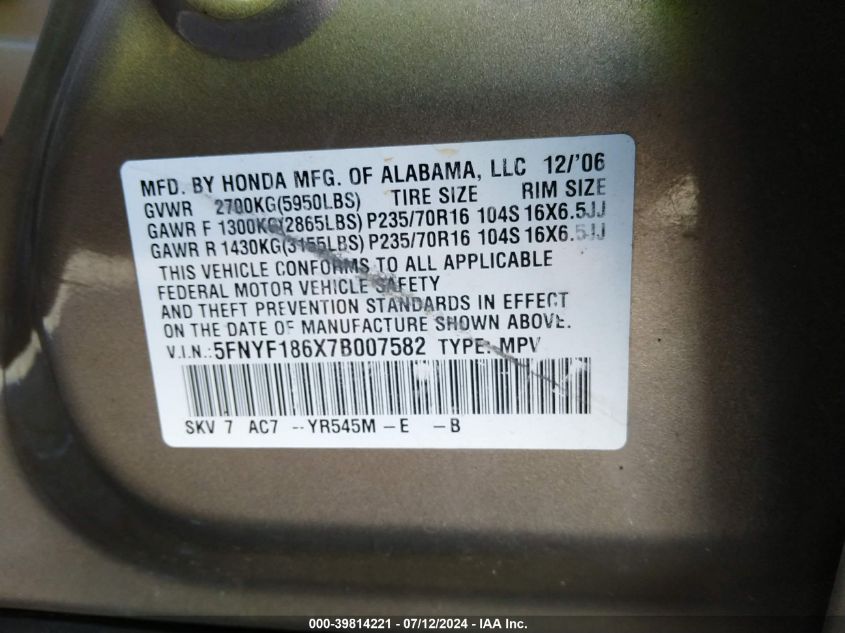 MFD. BY HONDA MFG. OF ALABAMA, LLC 12/'06
GVWR 2700KG(5950LBS) TIRE SIZE RIM SIZE
GAWR F 1300KG(2865LBS) P235/70R16 104S 16X6.5JJ
GAWR R 1430KG(3155LBS) P235/70R16 104S 16X6.5JJ
THIS VEHICLE CONFORMS TO ALL APPLICABLE
FEDERAL MOTOR VEHICLE SAFETY
AND THEFT PREVENTION STANDARDS IN EFFECT
ON THE DATE OF MANUFACTURE SHOWN ABOVE.
V.I.N.: 5FNYF186X7B007582 TYPE: MPV
SKV 7 AC7 --YR545M -E -B
000-39814221 - 07/12/2024 - IAA Inc.